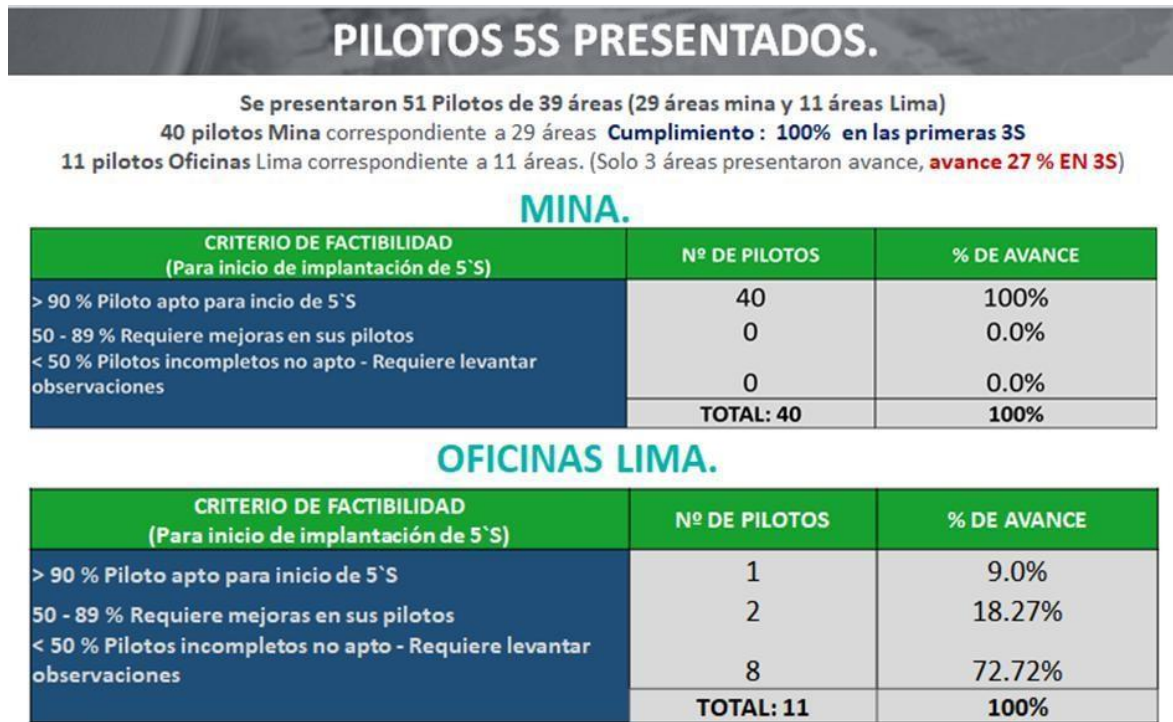 PILOTOS 5S PRESENTADOS.
Se presentaron 51 Pilotos de 39 áreas (29 áreas mina y 11 áreas Lima)
40 pilotos Mina correspondiente a 29 áreas Cumplimiento : 100% en las primeras 3S
11 pilotos Oficinas Lima correspondiente a 11 áreas. (Solo 3 áreas presentaron avance, avance 27 % EN 3S)
MINA.
CRITERIO DE FACTIBILIDAD
(Para inicio de implantación de 5`S)
Nº DE PILOTOS
% DE AVANCE
> 90 % Piloto apto para incio de 5`S
40
100%
50 - 89 % Requiere mejoras en sus pilotos
0
0.0%
< 50 % Pilotos incompletos no apto - Requiere levantar
observaciones
0
0.0%
TOTAL: 40
100%
OFICINAS LIMA.
CRITERIO DE FACTIBILIDAD
(Para inicio de implantación de 5`S)
Nº DE PILOTOS
% DE AVANCE
> 90 % Piloto apto para inicio de 5`S
1
9.0%
50 - 89 % Requiere mejoras en sus pilotos
2
18.27%
< 50 % Pilotos incompletos no apto - Requiere levantar
observaciones
8
72.72%
TOTAL: 11
100%